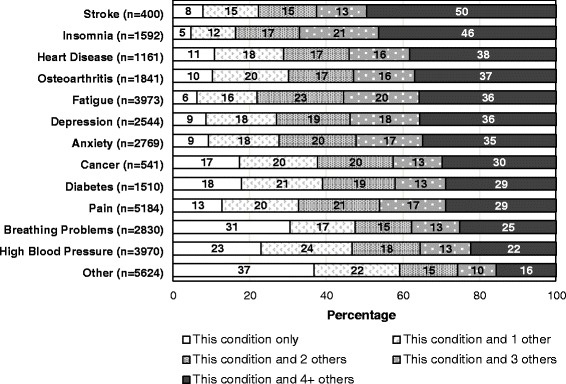 Stroke (n=400) 8 15 15 13 50
Insomnia (n=1592) 5 12 17 21 46
Heart Disease (n=1161) 11 18 17 16 38
Osteoarthritis (n=1841) 10 20 17 16 37
Fatigue (n=3973) 6 16 23 20 36
Depression (n=2544) 9 18 19 18 36
Anxiety (n=2769) 9 18 20 17 35
Cancer (n=541) 17 20 20 13 30
Diabetes (n=1510) 18 21 19 13 29
Pain (n=5184) 13 20 21 17 29
Breathing Problems (n=2830) 31 17 15 13 25
High Blood Pressure (n=3970) 23 24 18 13 22
Other (n=5624) 37 22 15 10 16
0 20 40 60 80 100
Percentage
This condition only This condition and 1 other
This condition and 2 others This condition and 3 others
This condition and 4+ others